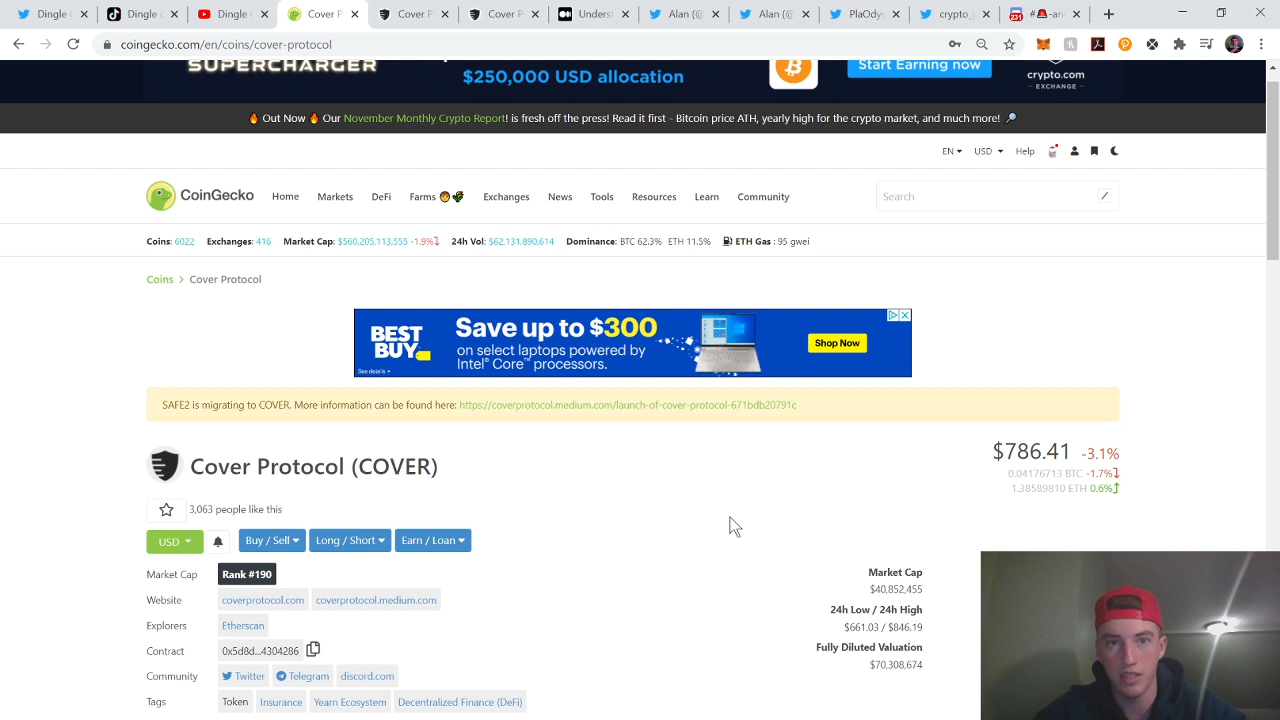 Dingle C
Dingle c
Dingle C
Cover P
Cover P
Cover P
Underst
Alan (@
Alan (@
PlaOdys
crypto_p
#🚨-an
231
coingecko.com/en/coins/cover-protocol
SUPERCHARGER
$250,000 USD allocation
Start Earning now
crypto.com
EXCHANGE
🔥 Out Now 🔥 Our November Monthly Crypto Report! is fresh off the press! Read it first - Bitcoin price ATH, yearly high for the crypto market, and much more! 🔎
EN USD Help
CoinGecko Home Markets DeFi Farms Exchanges News Tools Resources Learn Community Search /
Coins: 6022 Exchanges: 416 Market Cap: $560,205,113,555 -1.9% 24h Vol: $62,131,890,614 Dominance: BTC 62.3% ETH 11.5% ETH Gas : 95 gwei
Coins > Cover Protocol
BEST BUY
Save up to $300
on select laptops powered by
Intel® Core™ processors.
See details
Shop Now
SAFE2 is migrating to COVER. More information can be found here: https://coverprotocol.medium.com/launch-of-cover-protocol-671bdb20791c
Cover Protocol (COVER)
$786.41 -3.1%
0.04176713 BTC -1.7%
1.38589810 ETH 0.6%
3,063 people like this
USD Buy / Sell Long / Short Earn / Loan
Market Cap Rank #190
Website coverprotocol.com coverprotocol.medium.com
Explorers Etherscan
Contract 0x5d8d...4304286
Community Twitter Telegram discord.com
Tags Token Insurance Yearn Ecosystem Decentralized Finance (DeFi)
Market Cap
$40,852,455
24h Low / 24h High
$661.03 / $846.19
Fully Diluted Valuation
$70,308,674